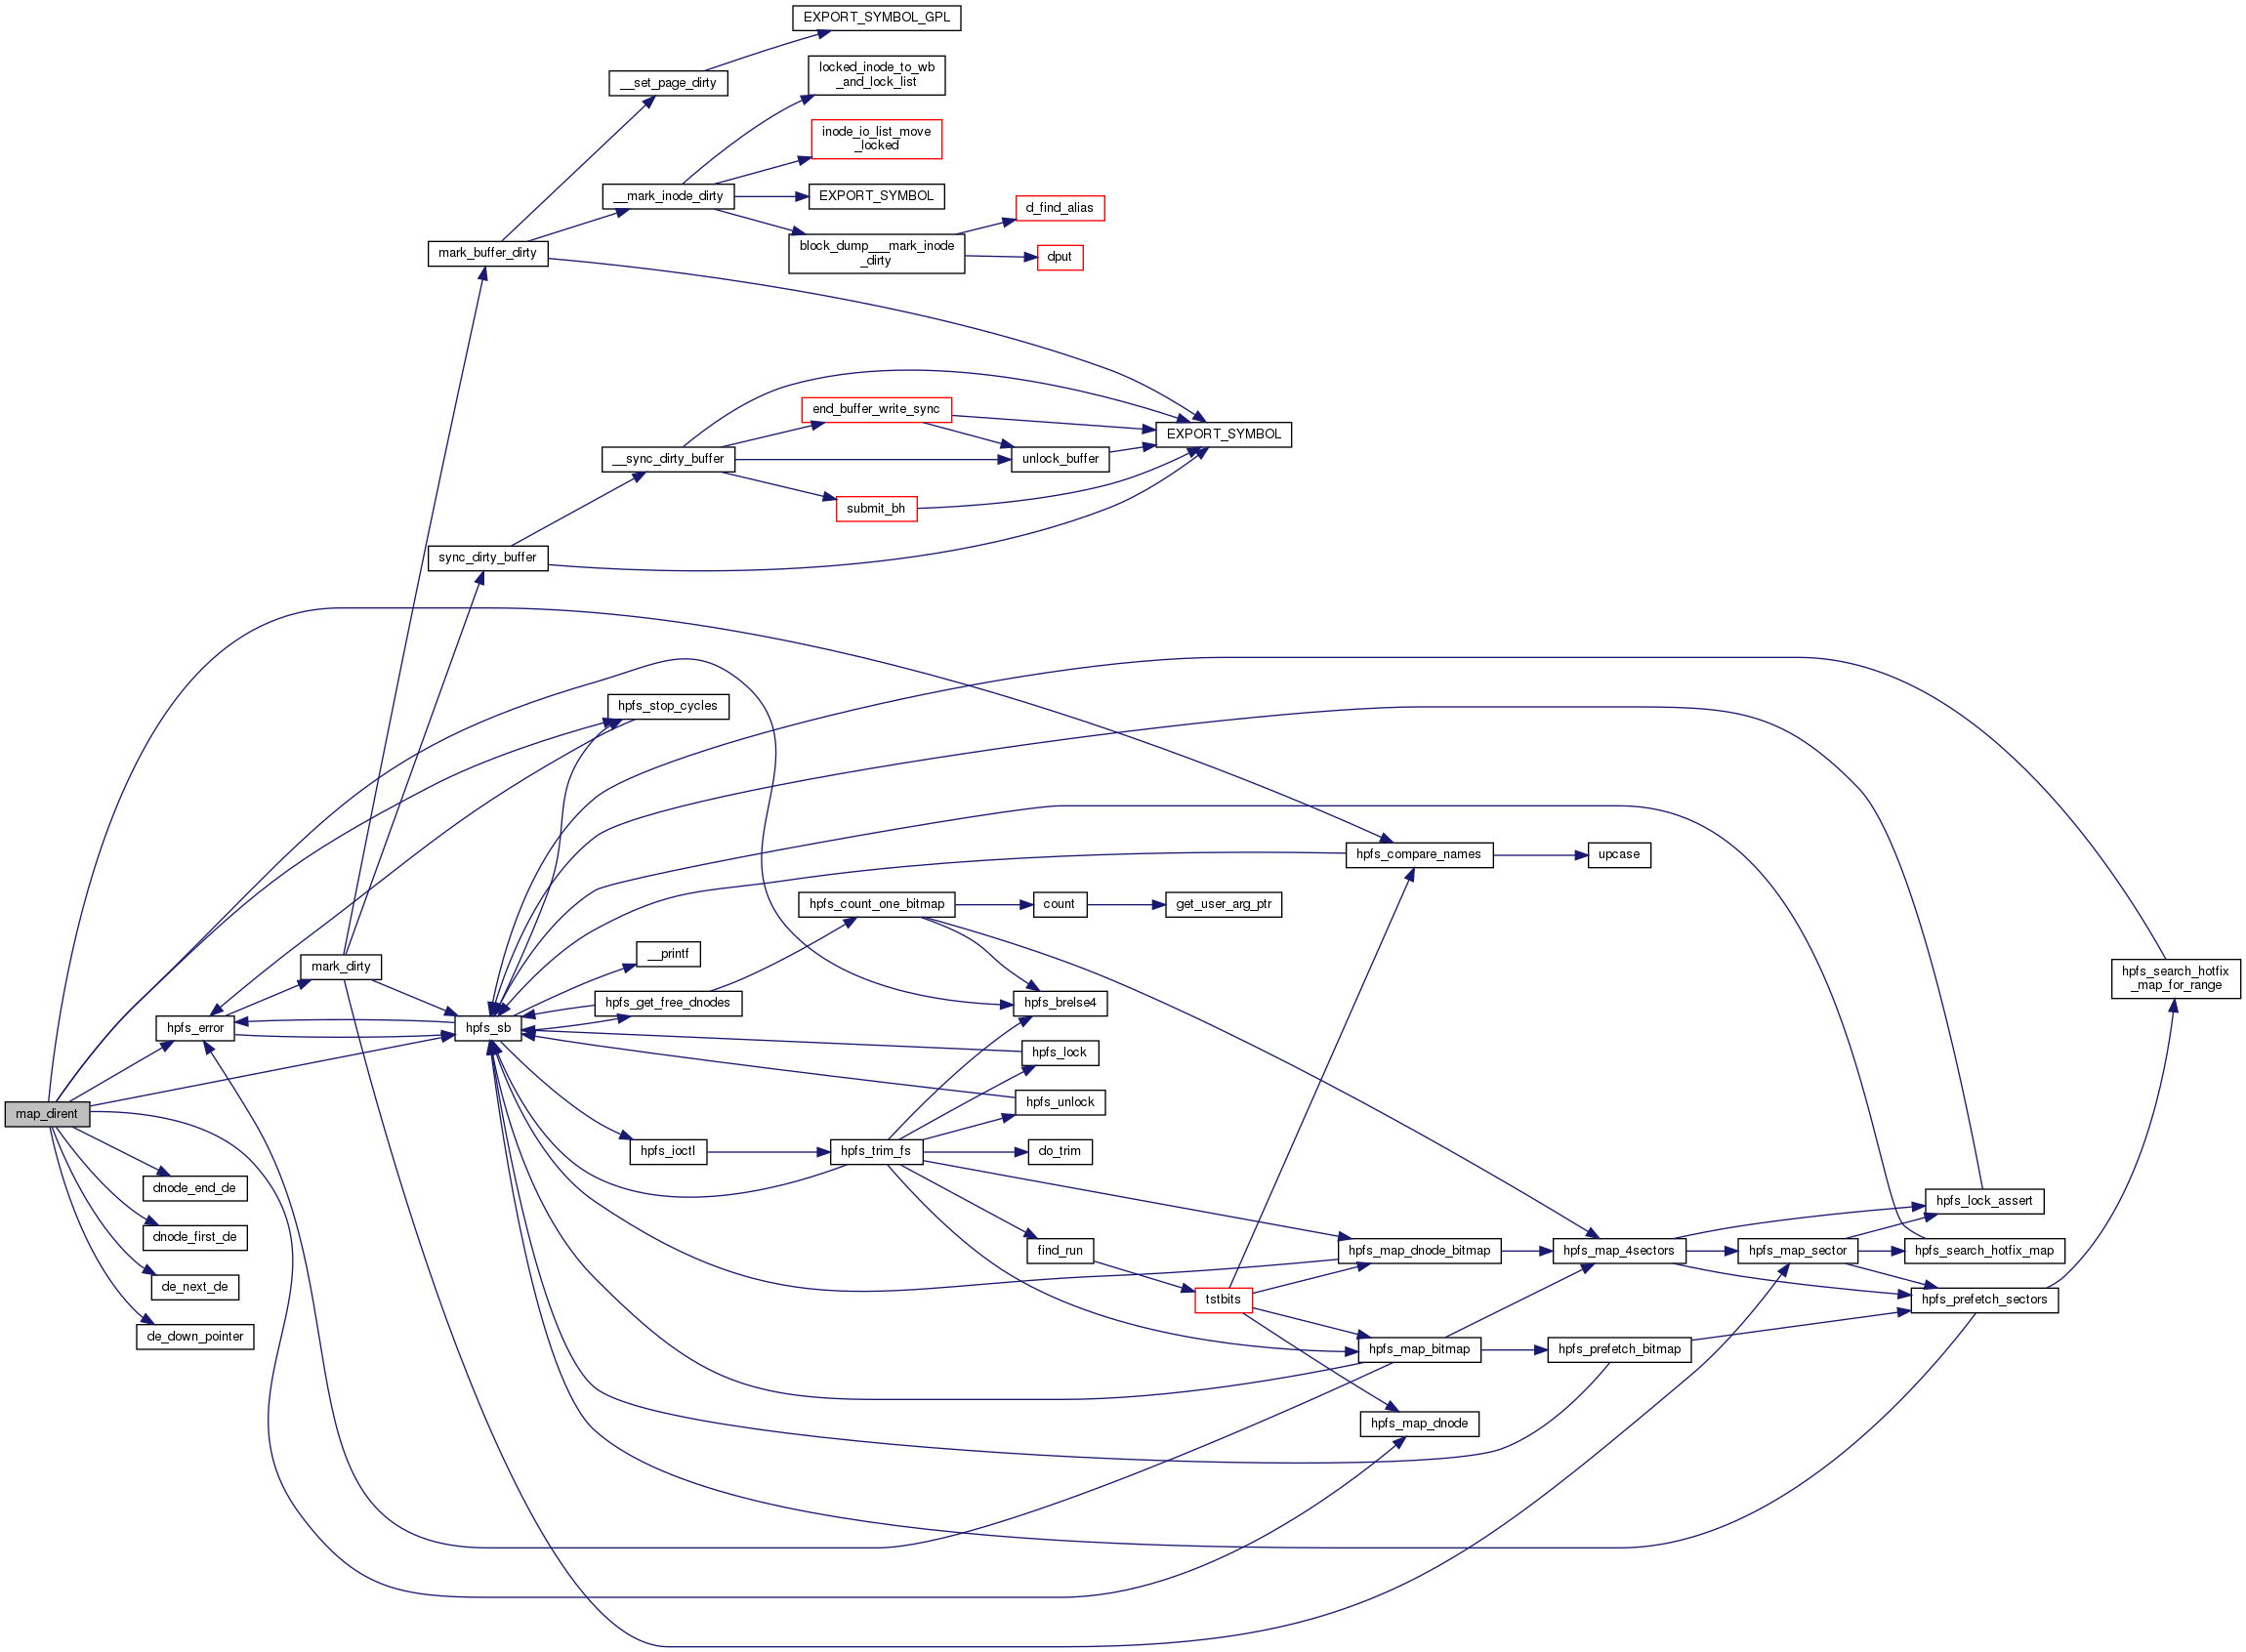 EXPORT_SYMBOL_GPL
__set_page_dirty
locked_inode_to_wb
_and_lock_list
inode_io_list_move
_locked
__mark_inode_dirty
EXPORT_SYMBOL
d_find_alias
mark_buffer_dirty
block_dump___mark_inode
_dirty
dput
end_buffer_write_sync
EXPORT_SYMBOL
__sync_dirty_buffer
unlock_buffer
submit_bh
sync_dirty_buffer
hpfs_stop_cycles
hpfs_compare_names
upcase
hpfs_count_one_bitmap
count
get_user_arg_ptr
__printf
mark_dirty
hpfs_search_hotfix
_map_for_range
hpfs_get_free_dnodes
hpfs_brelse4
hpfs_error
hpfs_sb
hpfs_lock
map_dirent
hpfs_unlock
hpfs_ioctl
hpfs_trim_fs
do_trim
dnode_end_de
hpfs_lock_assert
dnode_first_de
find_run
hpfs_map_dnode_bitmap
hpfs_map_4sectors
hpfs_map_sector
hpfs_search_hotfix_map
de_next_de
tstbits
hpfs_prefetch_sectors
de_down_pointer
hpfs_map_bitmap
hpfs_prefetch_bitmap
hpfs_map_dnode